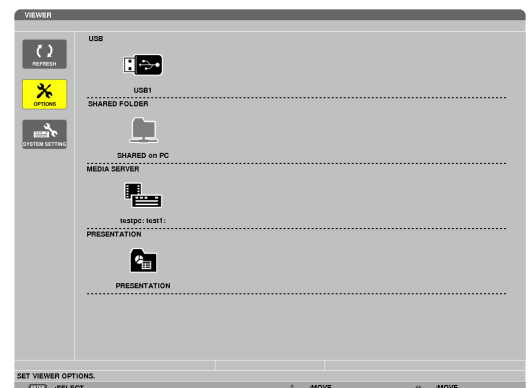 VIEWER
REFRESH
OPTIONS
SYSTEM SETTING
USB
USB1
SHARED FOLDER
SHARED on PC
MEDIA SERVER
testpc: test1:
PRESENTATION
PRESENTATION
SET VIEWER OPTIONS.
ENTER :SELECT :MOVE :MOVE